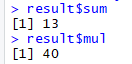 > result$sum
[1] 13
> result$mul
[1] 40